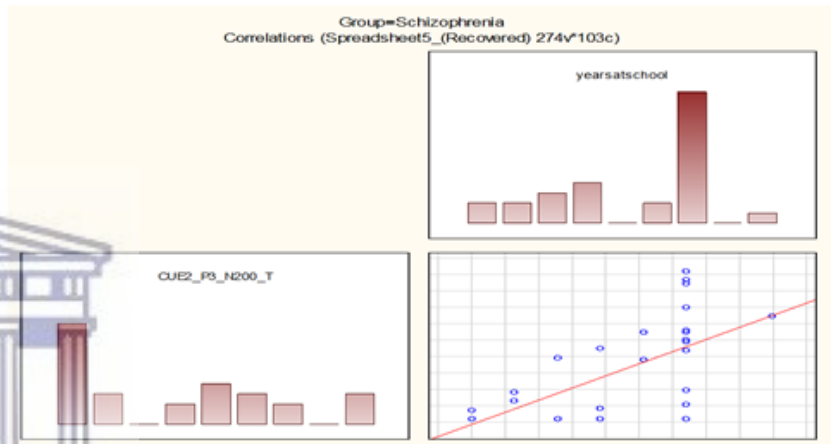 Group=Schizophrenia
Correlations (Spreadsheet5_(Recovered) 274v*103c)
yearsatschool
CUE2_P3_N200_T